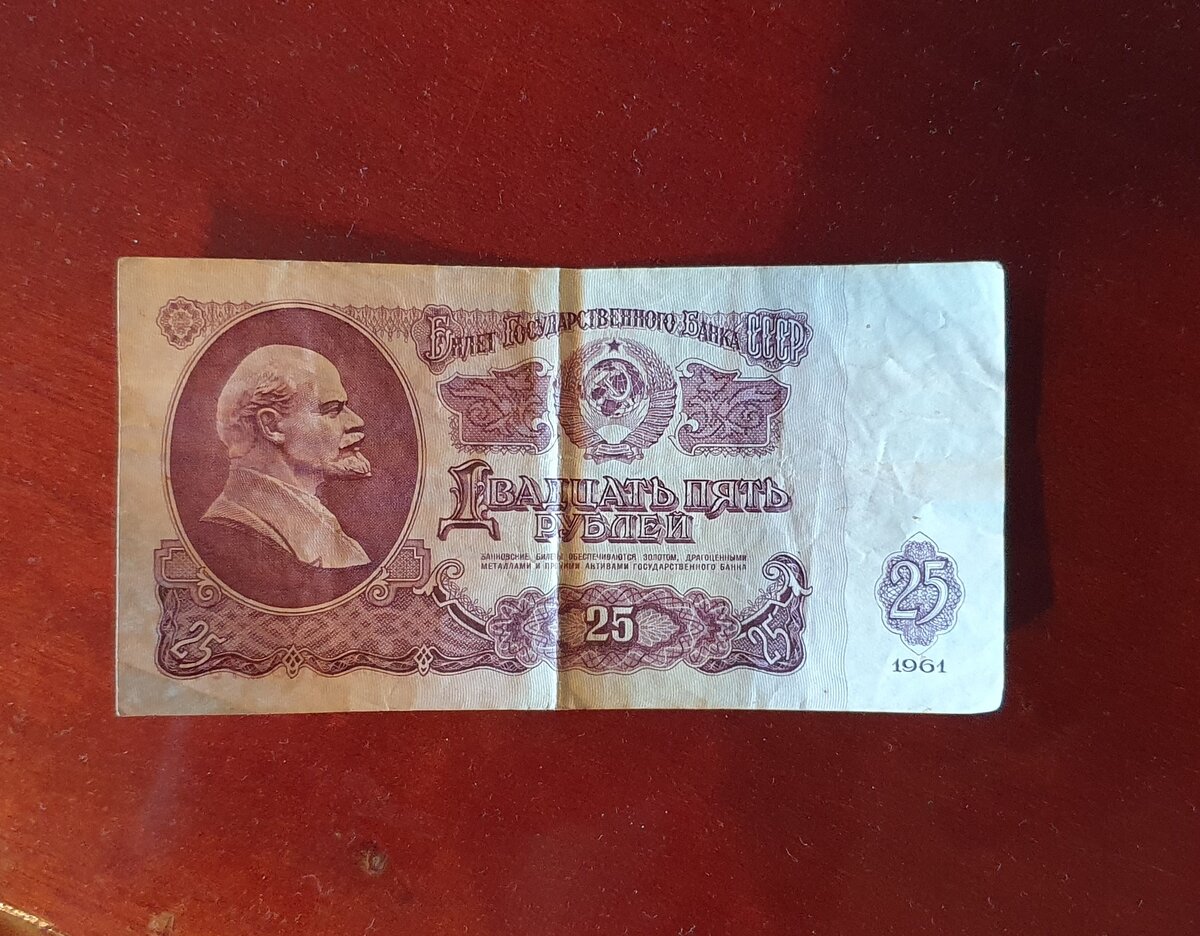 Билет Государственного Банка СССР
Двадцать пять
рублей
БАНКОВСКИЕ БИЛЕТЫ ОБЕСПЕЧИВАЮТСЯ ЗОЛОТОМ, ДРАГОЦЕННЫМИ
МЕТАЛЛАМИ И ПРОЧИМИ АКТИВАМИ ГОСУДАРСТВЕННОГО БАНКА
25
25
25
25
1961